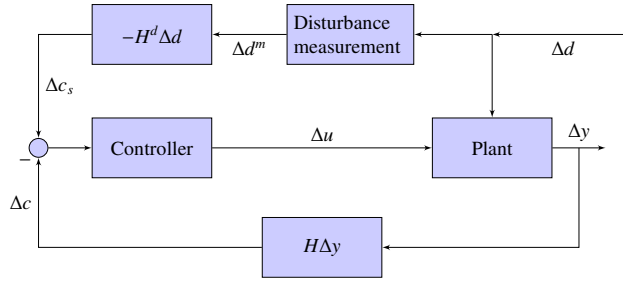 −H^d Δd
Δd^m
Disturbance
measurement
Δd
Δc_s
−
Controller
Δu
Plant
Δy
Δc
HΔy